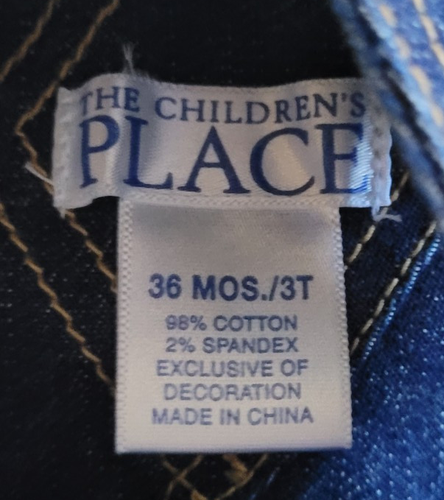 THE CHILDREN'S
PLACE
36 MOS./3T
98% COTTON
2% SPANDEX
EXCLUSIVE OF
DECORATION
MADE IN CHINA